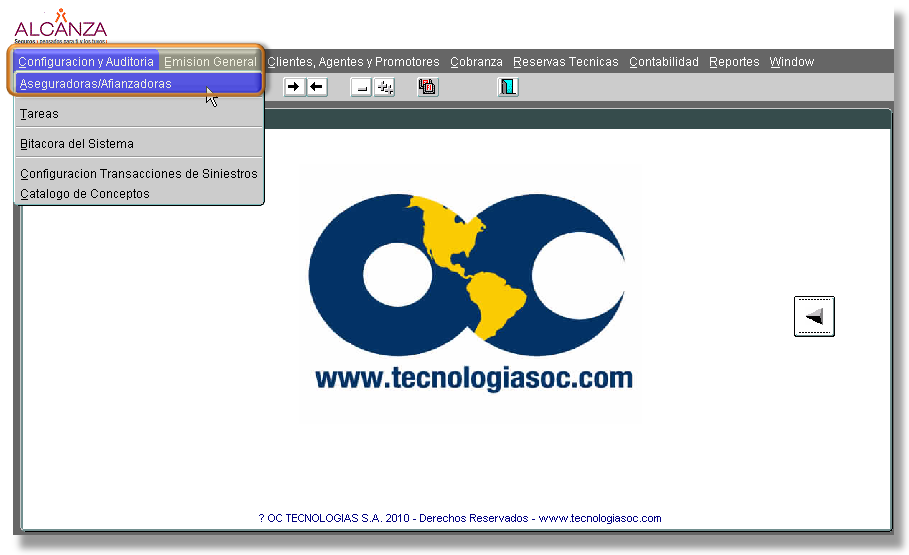 ALCANZA
Seguros pensados para ti y los tuyos
Configuracion y Auditoria Emision General Clientes, Agentes y Promotores Cobranza Reservas Tecnicas Contabilidad Reportes Window
Aseguradoras/Afianzadoras
Tareas
Bitacora del Sistema
Configuracion Transacciones de Siniestros
Catalogo de Conceptos
OC
www.tecnologiasoc.com
? OC TECNOLOGIAS S.A. 2010 - Derechos Reservados - www.tecnologiasoc.com